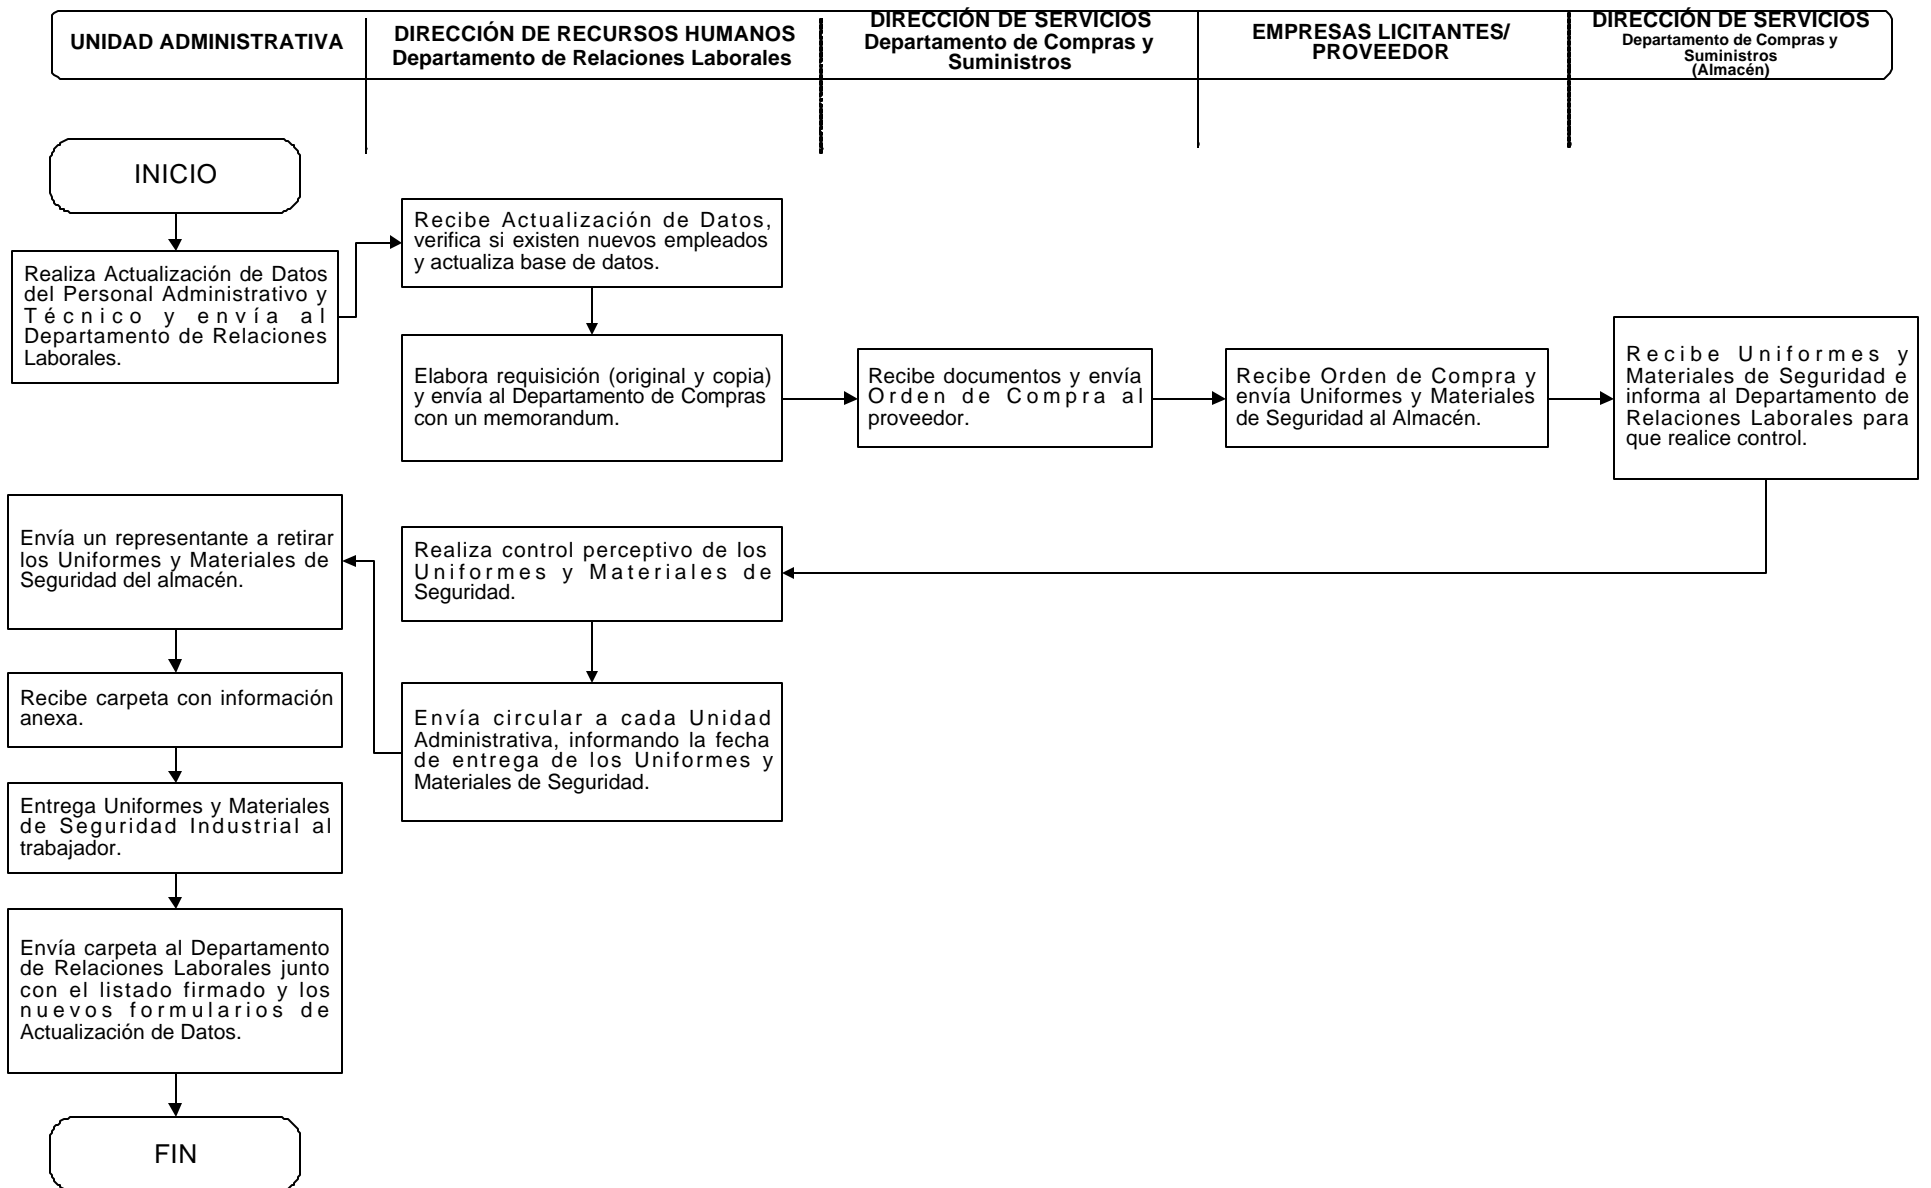 UNIDAD ADMINISTRATIVA
DIRECCIÓN DE RECURSOS HUMANOS
Departamento de Relaciones Laborales
DIRECCIÓN DE SERVICIOS
Departamento de Compras y
Suministros
EMPRESAS LICITANTES/
PROVEEDOR
DIRECCIÓN DE SERVICIOS
Departamento de Compras y
Suministros
(Almacén)
INICIO
Realiza Actualización de Datos
del Personal Administrativo y
Técnico y envía al
Departamento de Relaciones
Laborales.
Recibe Actualización de Datos,
verifica si existen nuevos empleados
y actualiza base de datos.
Elabora requisición (original y copia)
y envía al Departamento de Compras
con un memorandum.
Recibe documentos y envía
Orden de Compra al
proveedor.
Recibe Orden de Compra y
envía Uniformes y Materiales
de Seguridad al Almacén.
Recibe Uniformes y
Materiales de Seguridad e
informa al Departamento de
Relaciones Laborales para
que realice control.
Realiza control perceptivo de los
Uniformes y Materiales de
Seguridad.
Envía circular a cada Unidad
Administrativa, informando la fecha
de entrega de los Uniformes y
Materiales de Seguridad.
Envía un representante a retirar
los Uniformes y Materiales de
Seguridad del almacén.
Recibe carpeta con información
anexa.
Entrega Uniformes y Materiales
de Seguridad Industrial al
trabajador.
Envía carpeta al Departamento
de Relaciones Laborales junto
con el listado firmado y los
nuevos formularios de
Actualización de Datos.
FIN